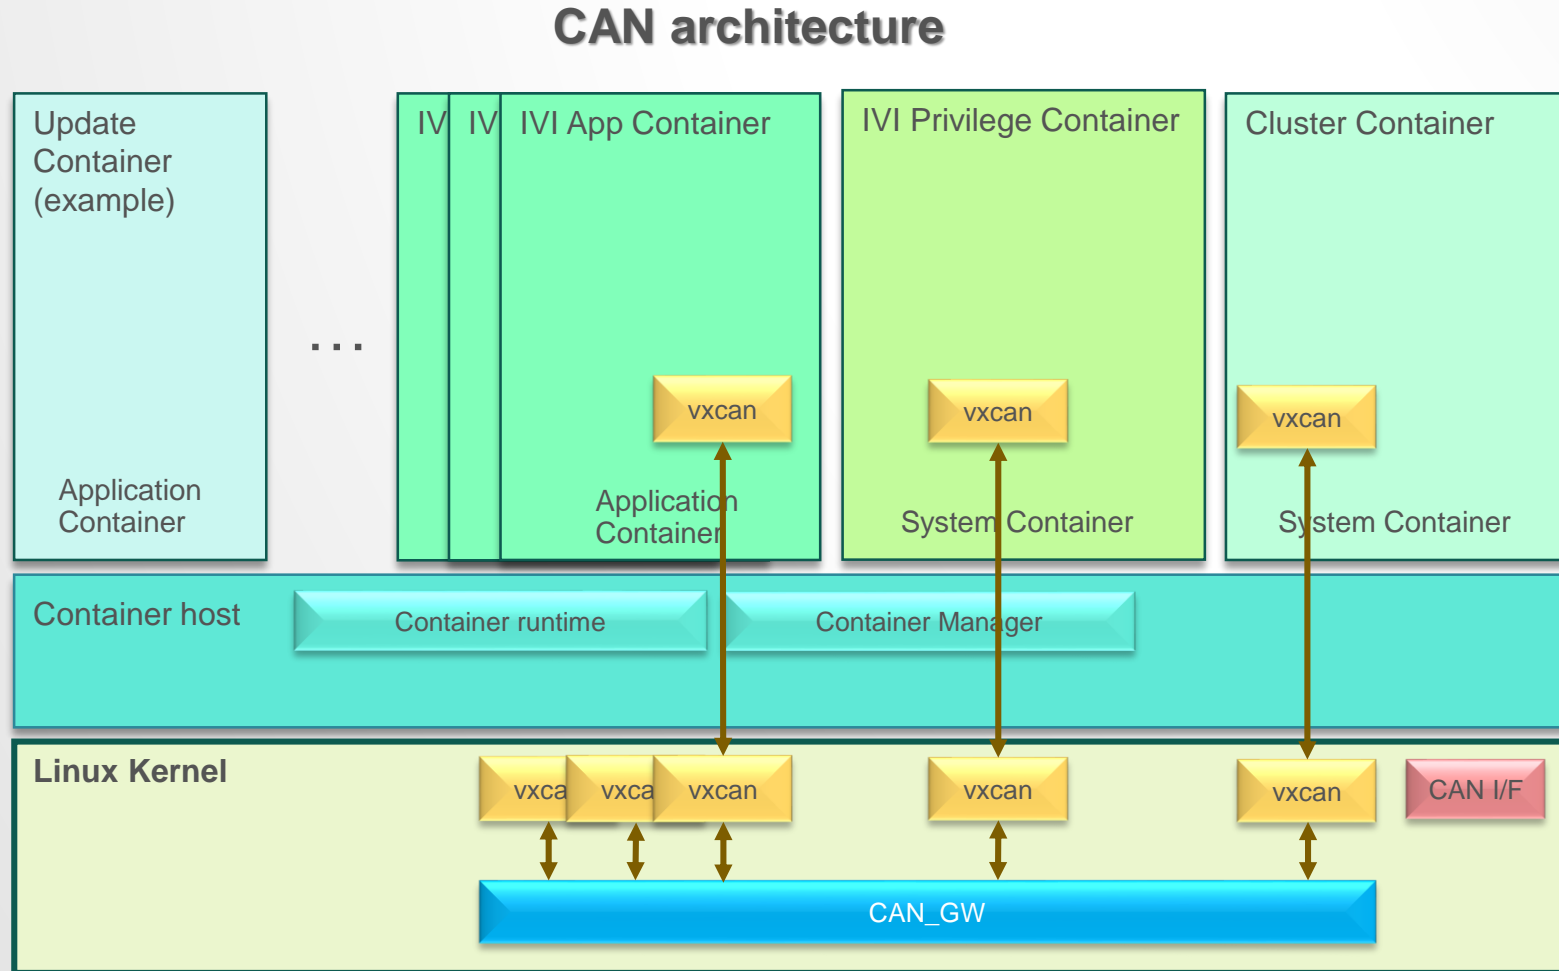 CAN architecture
Update
Container
(example)
Application
Container
...
IV
IV
IVI App Container
vxcan
Application
Container
IVI Privilege Container
vxcan
System Container
Cluster Container
vxcan
System Container
Container host
Container runtime
Container Manager
Linux Kernel
vxca
vxca
vxcan
vxcan
vxcan
CAN I/F
CAN_GW